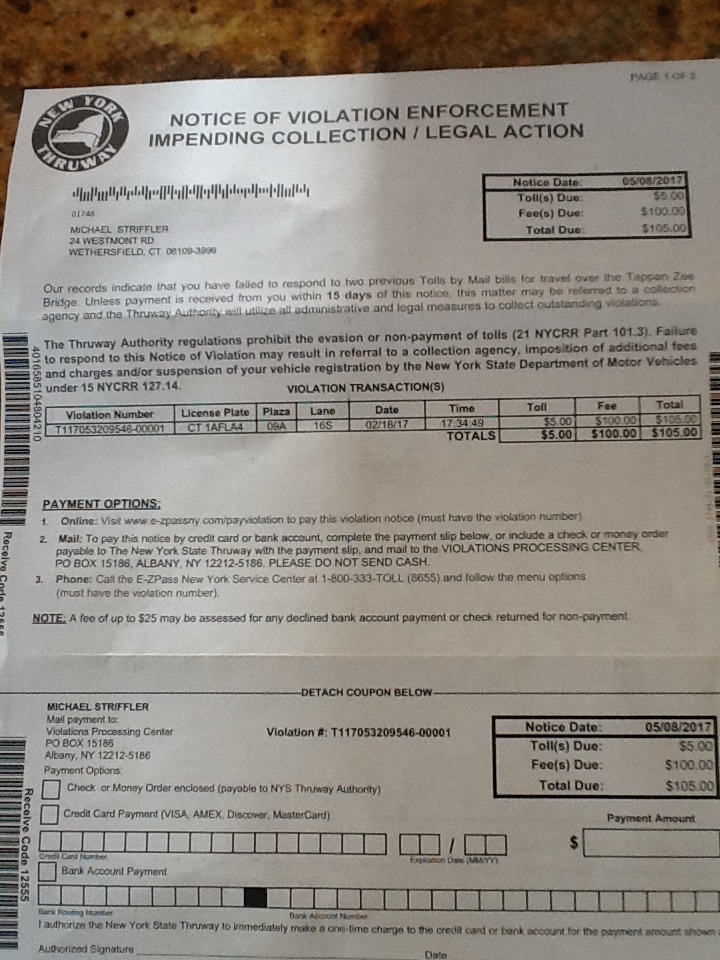 PAGE 1 OF 2
NEW YORK THRUWAY
NOTICE OF VIOLATION ENFORCEMENT
IMPENDING COLLECTION / LEGAL ACTION
Notice Date: 05/08/2017
Toll(s) Due: $5.00
Fee(s) Due: $100.00
Total Due: $105.00
01748
MICHAEL STRIFFLER
24 WESTMONT RD
WETHERSFIELD, CT 06109-3996
Our records indicate that you have failed to respond to two previous Tolls by Mail bills for travel over the Tappan Zee
Bridge. Unless payment is received from you within 15 days of this notice, this matter may be referred to a collection
agency and the Thruway Authority will utilize all administrative and legal measures to collect outstanding violations.
The Thruway Authority regulations prohibit the evasion or non-payment of tolls (21 NYCRR Part 101.3). Failure
to respond to this Notice of Violation may result in referral to a collection agency, imposition of additional fees
and charges and/or suspension of your vehicle registration by the New York State Department of Motor Vehicles
under 15 NYCRR 127.14.
VIOLATION TRANSACTION(S)
Violation Number License Plate Plaza Lane Date Time Toll Fee Total
T117053209546-00001 CT 1AFLA4 09A 16S 02/18/17 17:34:49 $5.00 $100.00 $105.00
TOTALS $5.00 $100.00 $105.00
4016585104804210
PAYMENT OPTIONS:
1. Online: Visit www.e-zpassny.com/payviolation to pay this violation notice (must have the violation number)
2. Mail: To pay this notice by credit card or bank account, complete the payment slip below, or include a check or money order
payable to The New York State Thruway with the payment slip, and mail to the VIOLATIONS PROCESSING CENTER,
PO BOX 15186, ALBANY, NY 12212-5186. PLEASE DO NOT SEND CASH.
3. Phone: Call the E-ZPass New York Service Center at 1-800-333-TOLL (8655) and follow the menu options
(must have the violation number).
NOTE: A fee of up to $25 may be assessed for any declined bank account payment or check returned for non-payment
Receive Code 12555
DETACH COUPON BELOW
MICHAEL STRIFFLER
Mail payment to:
Violations Processing Center
PO BOX 15186
Albany, NY 12212-5186
Violation #: T117053209546-00001
Notice Date: 05/08/2017
Toll(s) Due: $5.00
Fee(s) Due: $100.00
Total Due: $105.00
Payment Options:
Check or Money Order enclosed (payable to NYS Thruway Authority)
Credit Card Payment (VISA, AMEX, Discover, MasterCard)
Payment Amount
/
$
Credit Card Number
Expiration Date (MM/YY)
Bank Account Payment
Bank Routing Number
Bank Account Number
Receive Code 12555
I authorize the New York State Thruway to immediately make a one-time charge to the credit card or bank account for the payment amount shown
Authorized Signature
Date